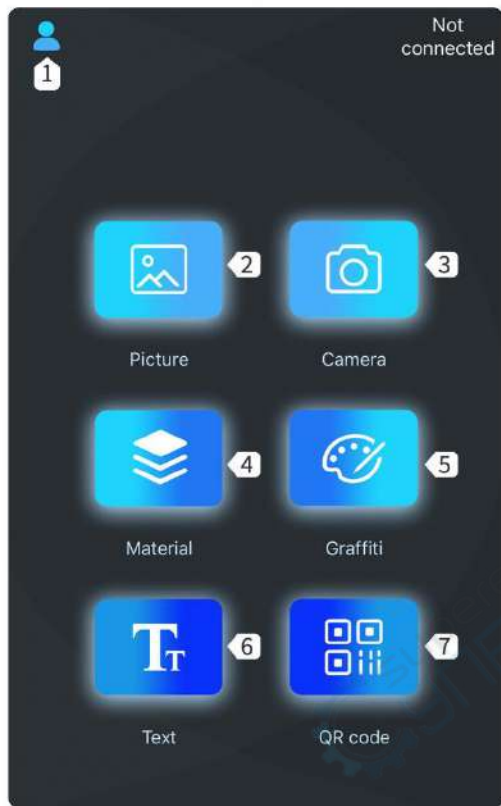 Not
connected
1
2
3
Picture
Camera
4
5
Material
Graffiti
Tт
6
7
Text
QR code